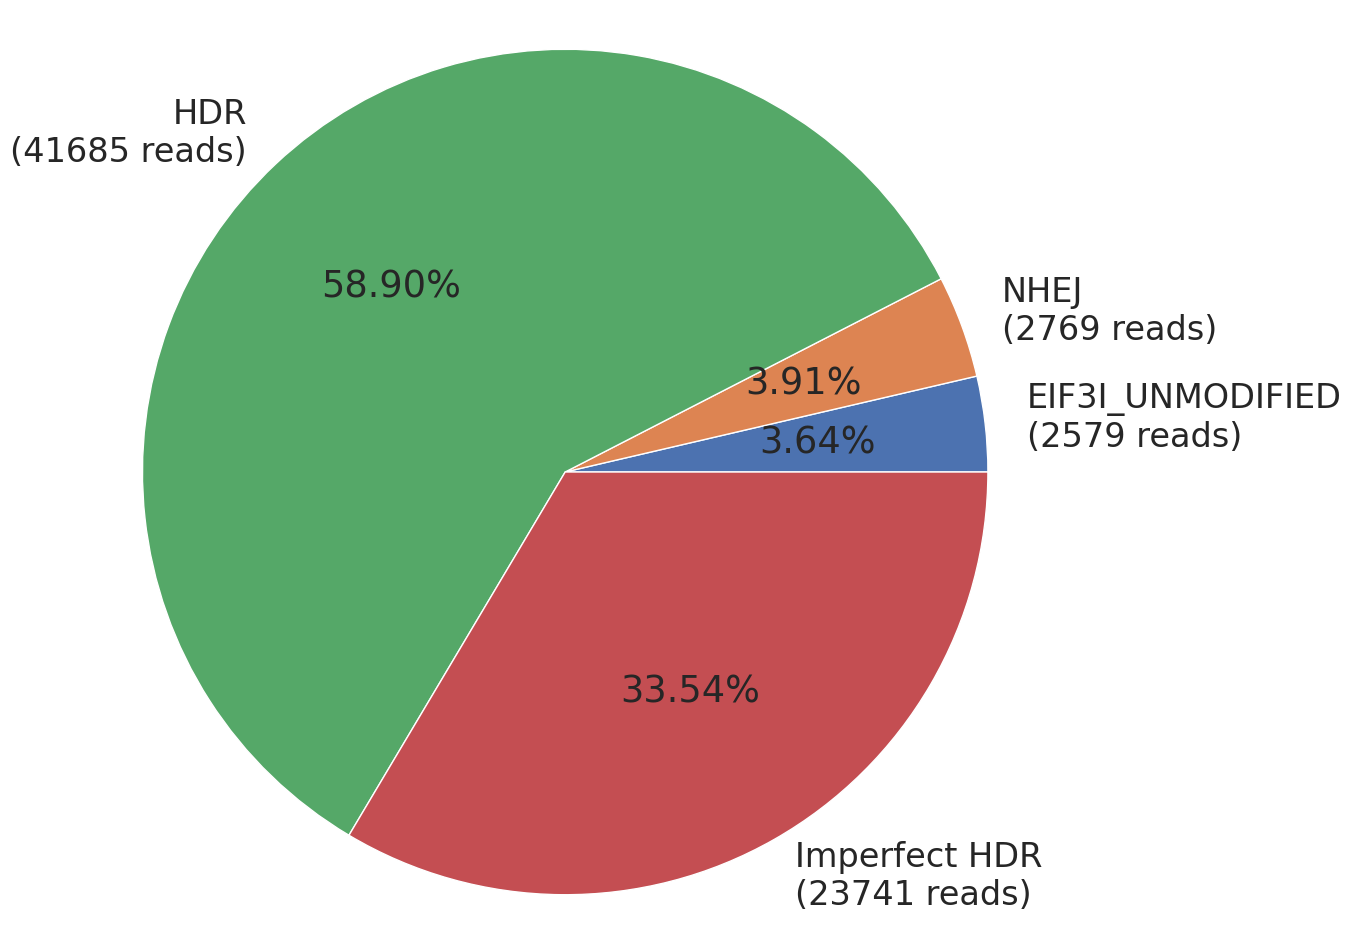 HDR
(41685 reads)
58.90%
NHEJ
(2769 reads)
3.91%
EIF3I_UNMODIFIED
(2579 reads)
3.64%
33.54%
Imperfect HDR
(23741 reads)